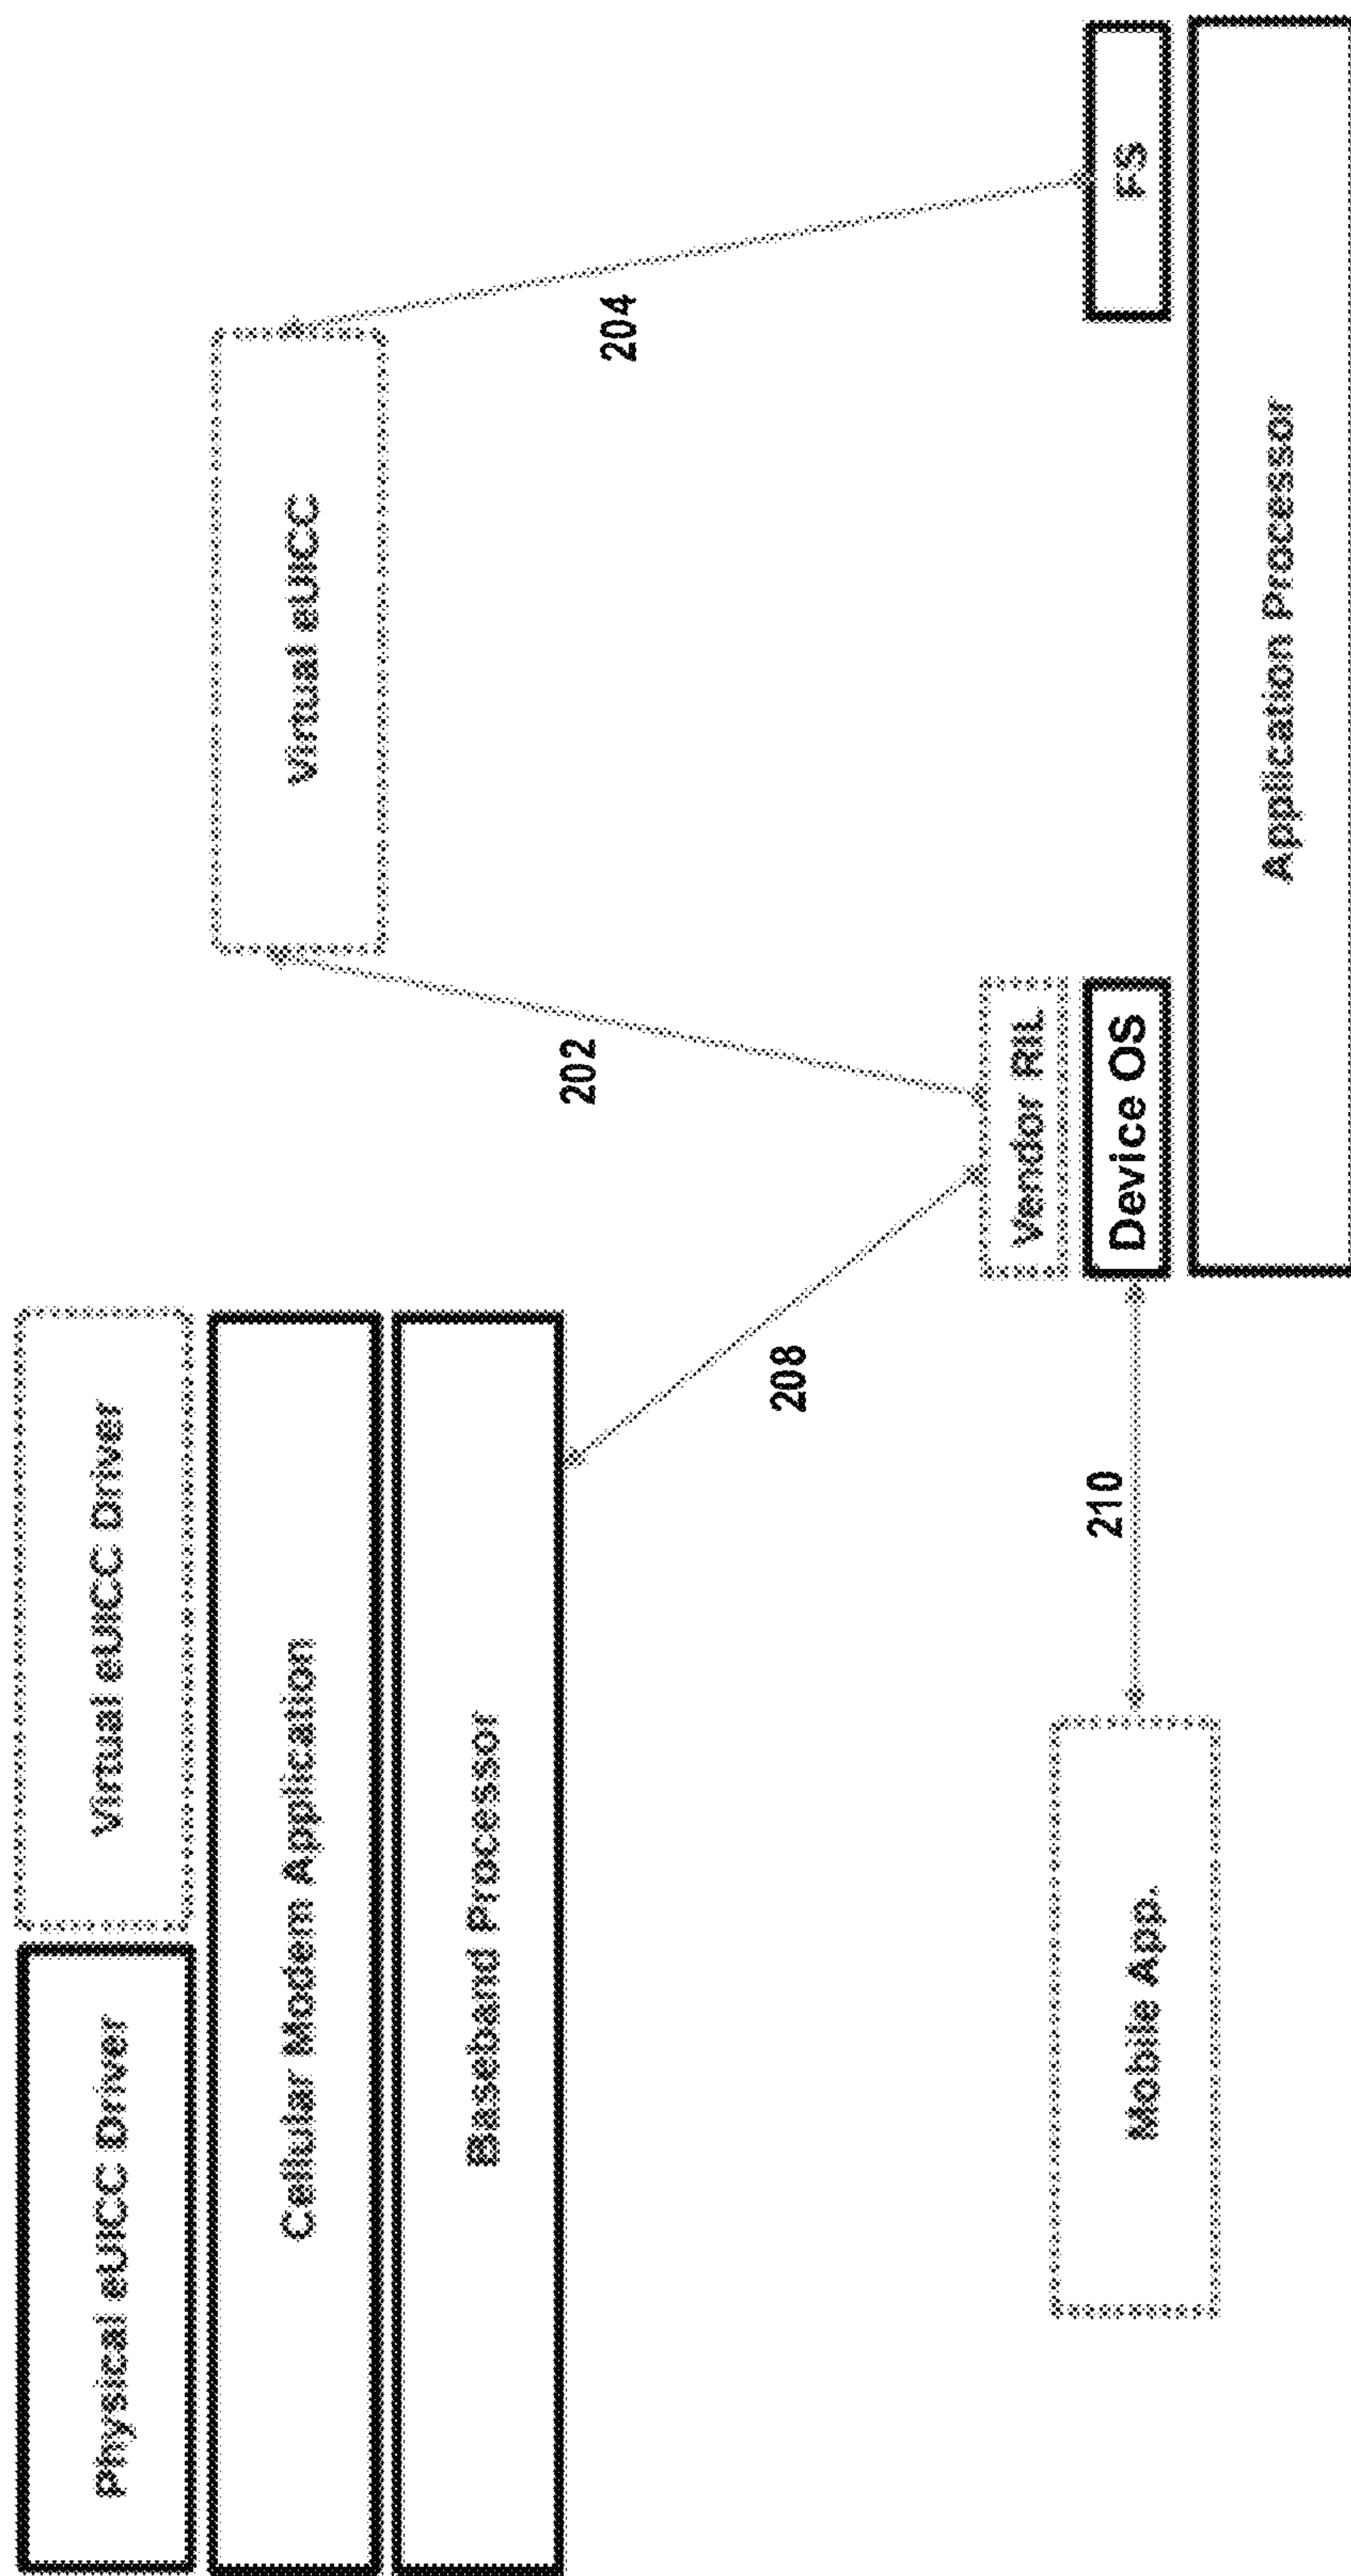 Physical eUICC Driver
Virtual eUICC Driver
Cellular Modem Application
Virtual eUICC
Baseband Processor
202
204
208
Vendor RIL
Mobile App.
210
Device OS
FS
Application Processor